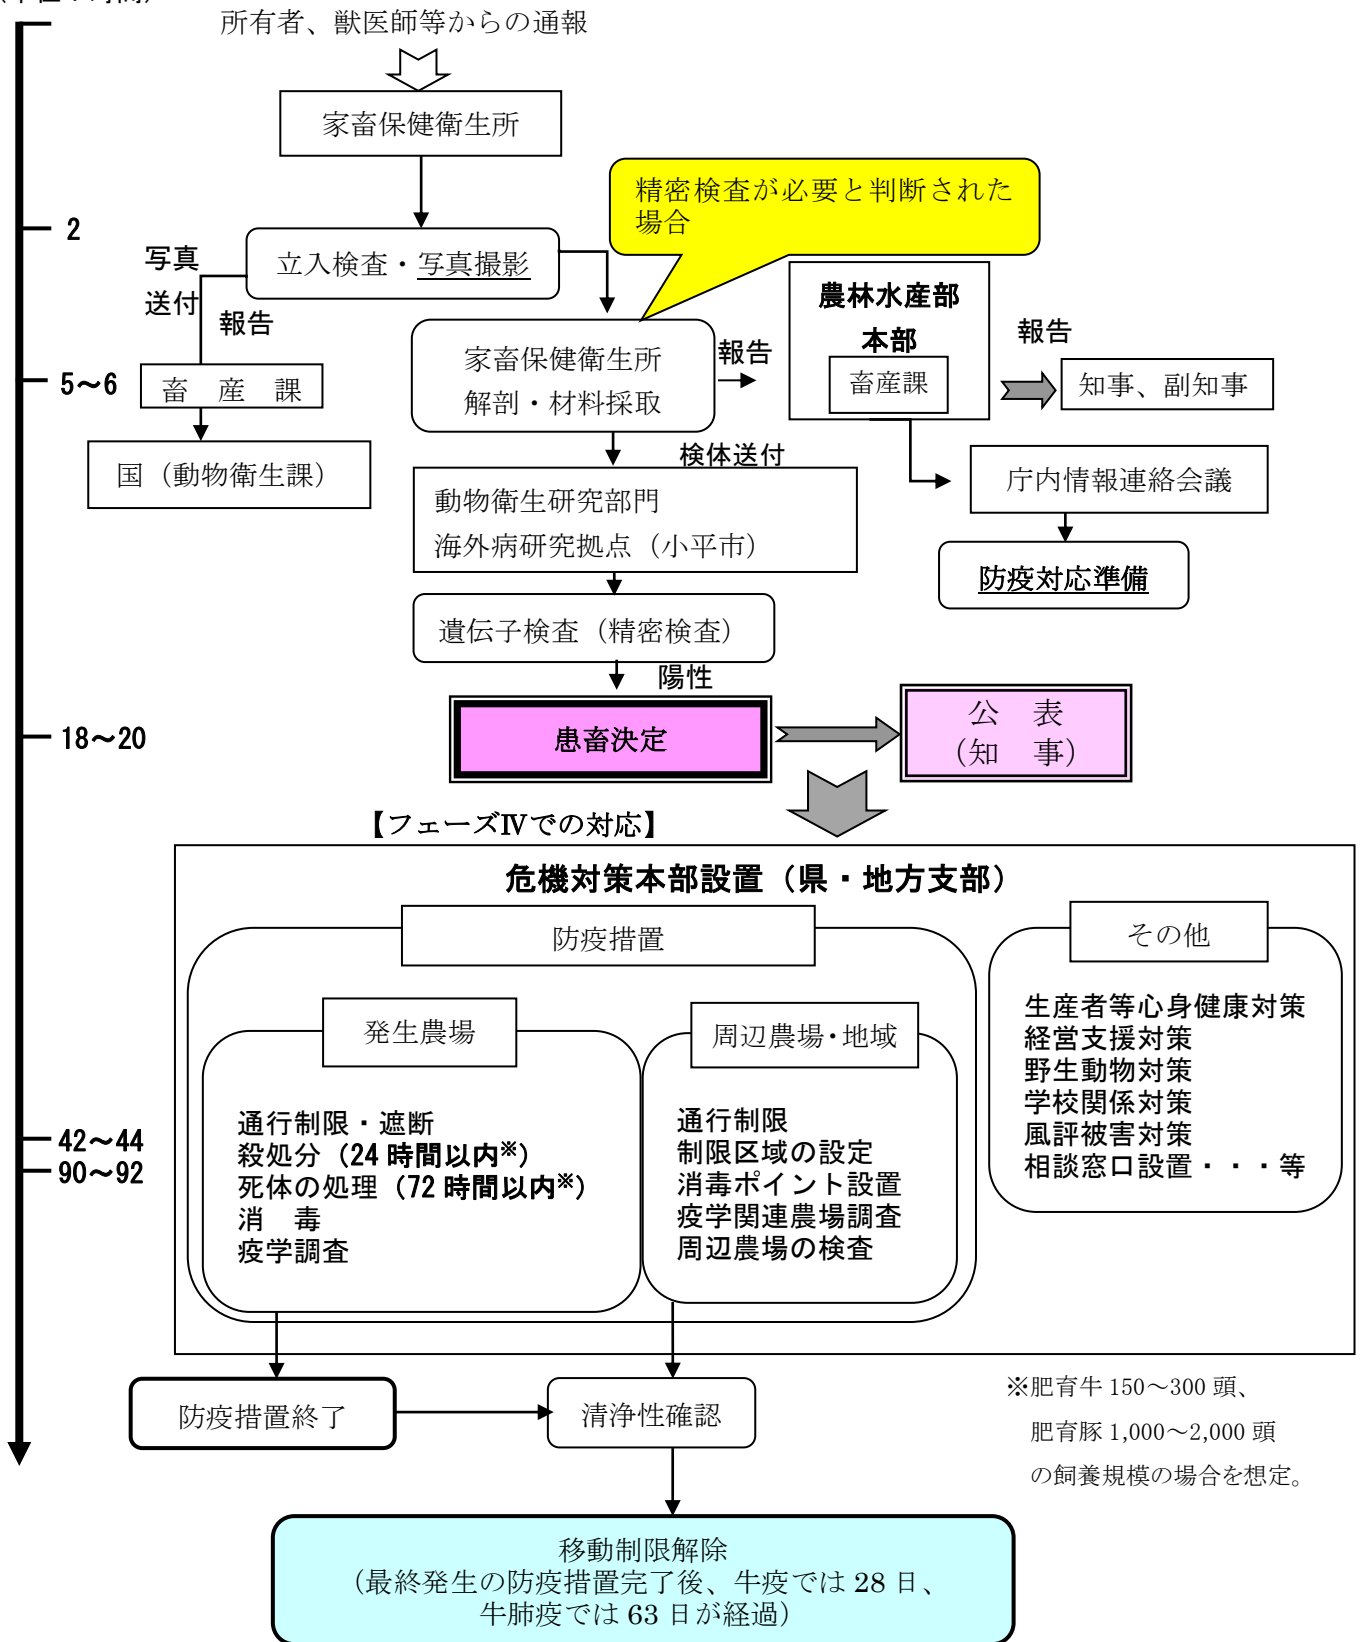 所有者、獣医師等からの通報
家畜保健衛生所
精密検査が必要と判断された
場合
2
立入検査・写真撮影
写真
送付
報告
農林水産部
本部
畜産課
報告
知事、副知事
家畜保健衛生所
解剖・材料採取
報告
5～6
畜 産 課
国（動物衛生課）
検体送付
庁内情報連絡会議
動物衛生研究部門
海外病研究拠点（小平市）
防疫対応準備
遺伝子検査（精密検査）
陽性
18～20
患畜決定
公 表
（知 事）
【フェーズⅣでの対応】
危機対策本部設置（県・地方支部）
防疫措置
その他
発生農場
周辺農場・地域
生産者等心身健康対策
経営支援対策
野生動物対策
学校関係対策
風評被害対策
相談窓口設置・・・等
42～44
90～92
通行制限・遮断
殺処分（24 時間以内※）
死体の処理（72 時間以内※）
消 毒
疫学調査
通行制限
制限区域の設定
消毒ポイント設置
疫学関連農場調査
周辺農場の検査
防疫措置終了
清浄性確認
※肥育牛 150～300 頭、
肥育豚 1,000～2,000 頭
の飼養規模の場合を想定。
移動制限解除
（最終発生の防疫措置完了後、牛疫では 28 日、
牛肺疫では 63 日が経過）